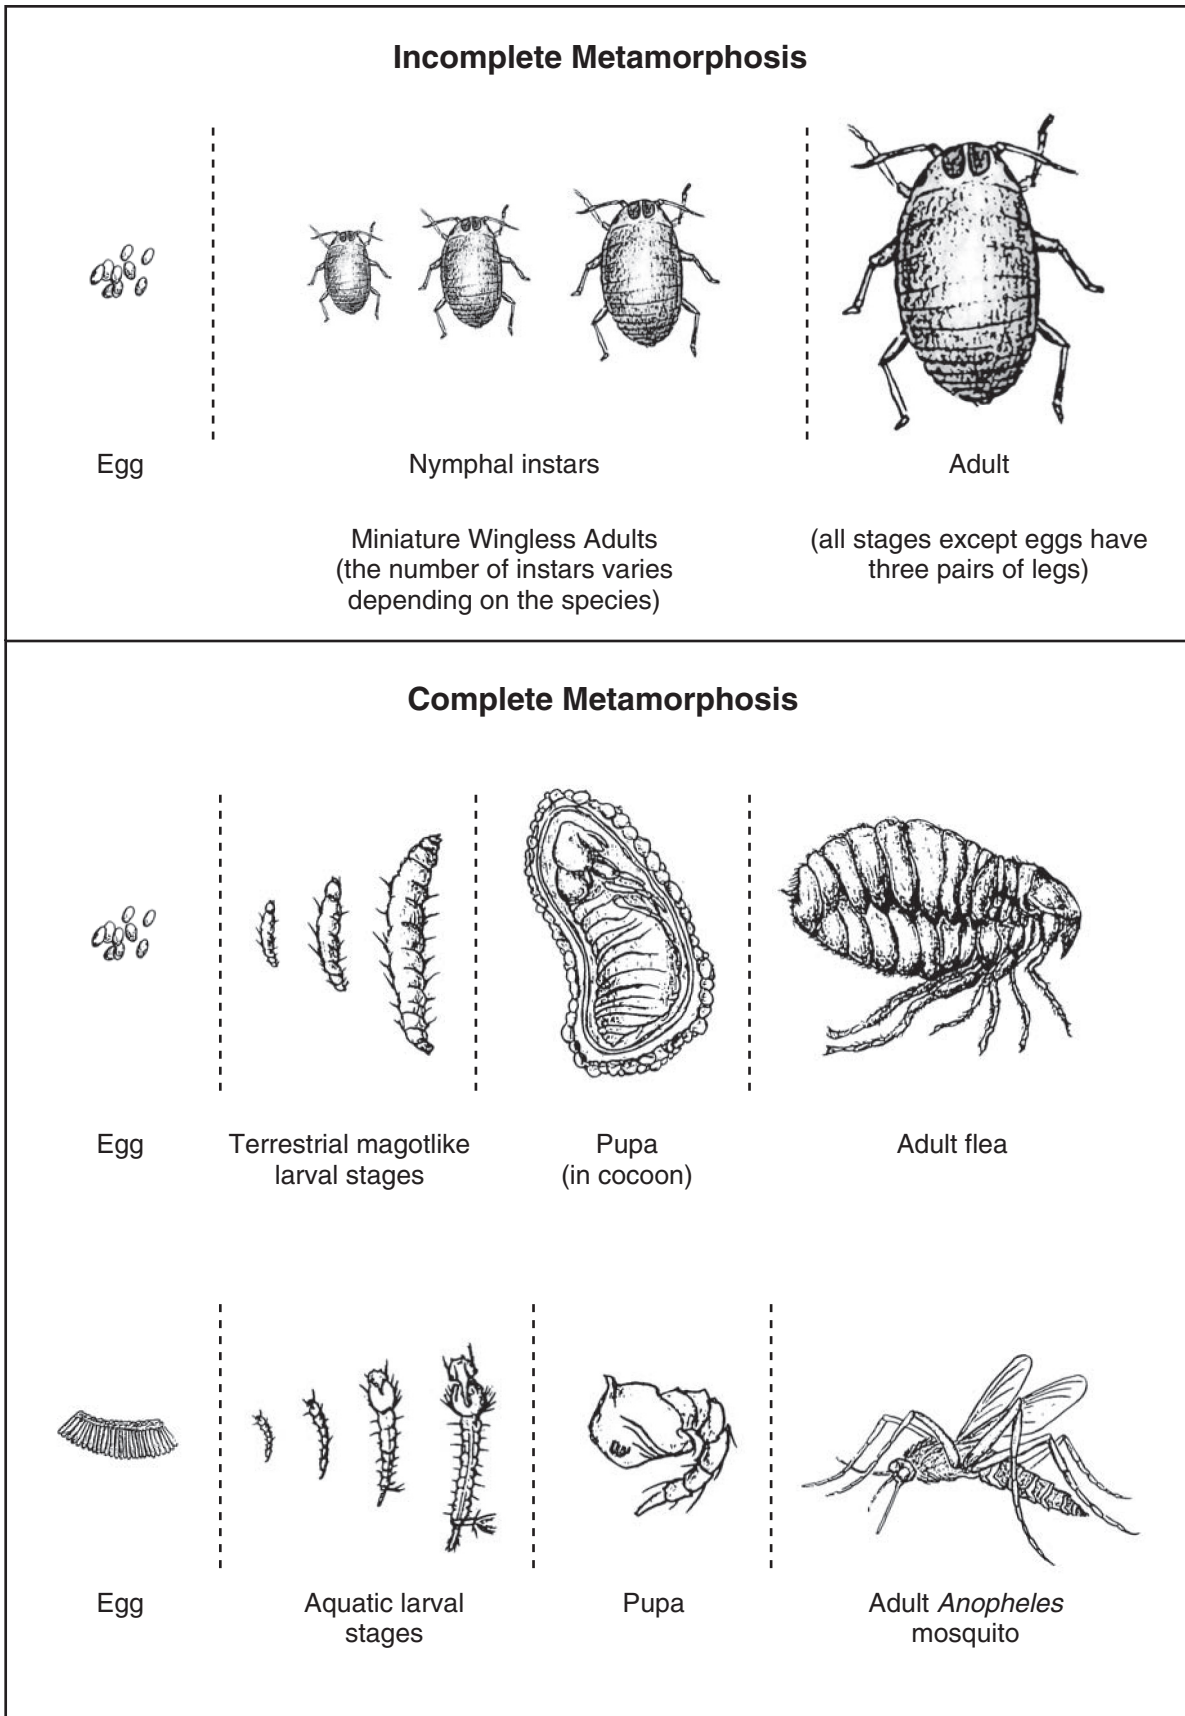 Incomplete Metamorphosis
Egg
Nymphal instars
Adult
Miniature Wingless Adults
(the number of instars varies
depending on the species)
(all stages except eggs have
three pairs of legs)
Complete Metamorphosis
Egg
Terrestrial magotlike
larval stages
Pupa
(in cocoon)
Adult flea
Egg
Aquatic larval
stages
Pupa
Adult Anopheles
mosquito